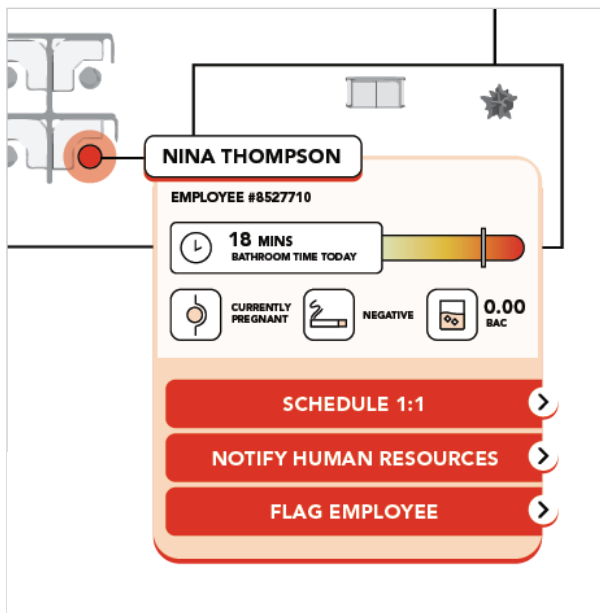 NINA THOMPSON
EMPLOYEE #8527710
18 MINS
BATHROOM TIME TODAY
CURRENTLY
PREGNANT
NEGATIVE
0.00
BAC
SCHEDULE 1:1
NOTIFY HUMAN RESOURCES
FLAG EMPLOYEE